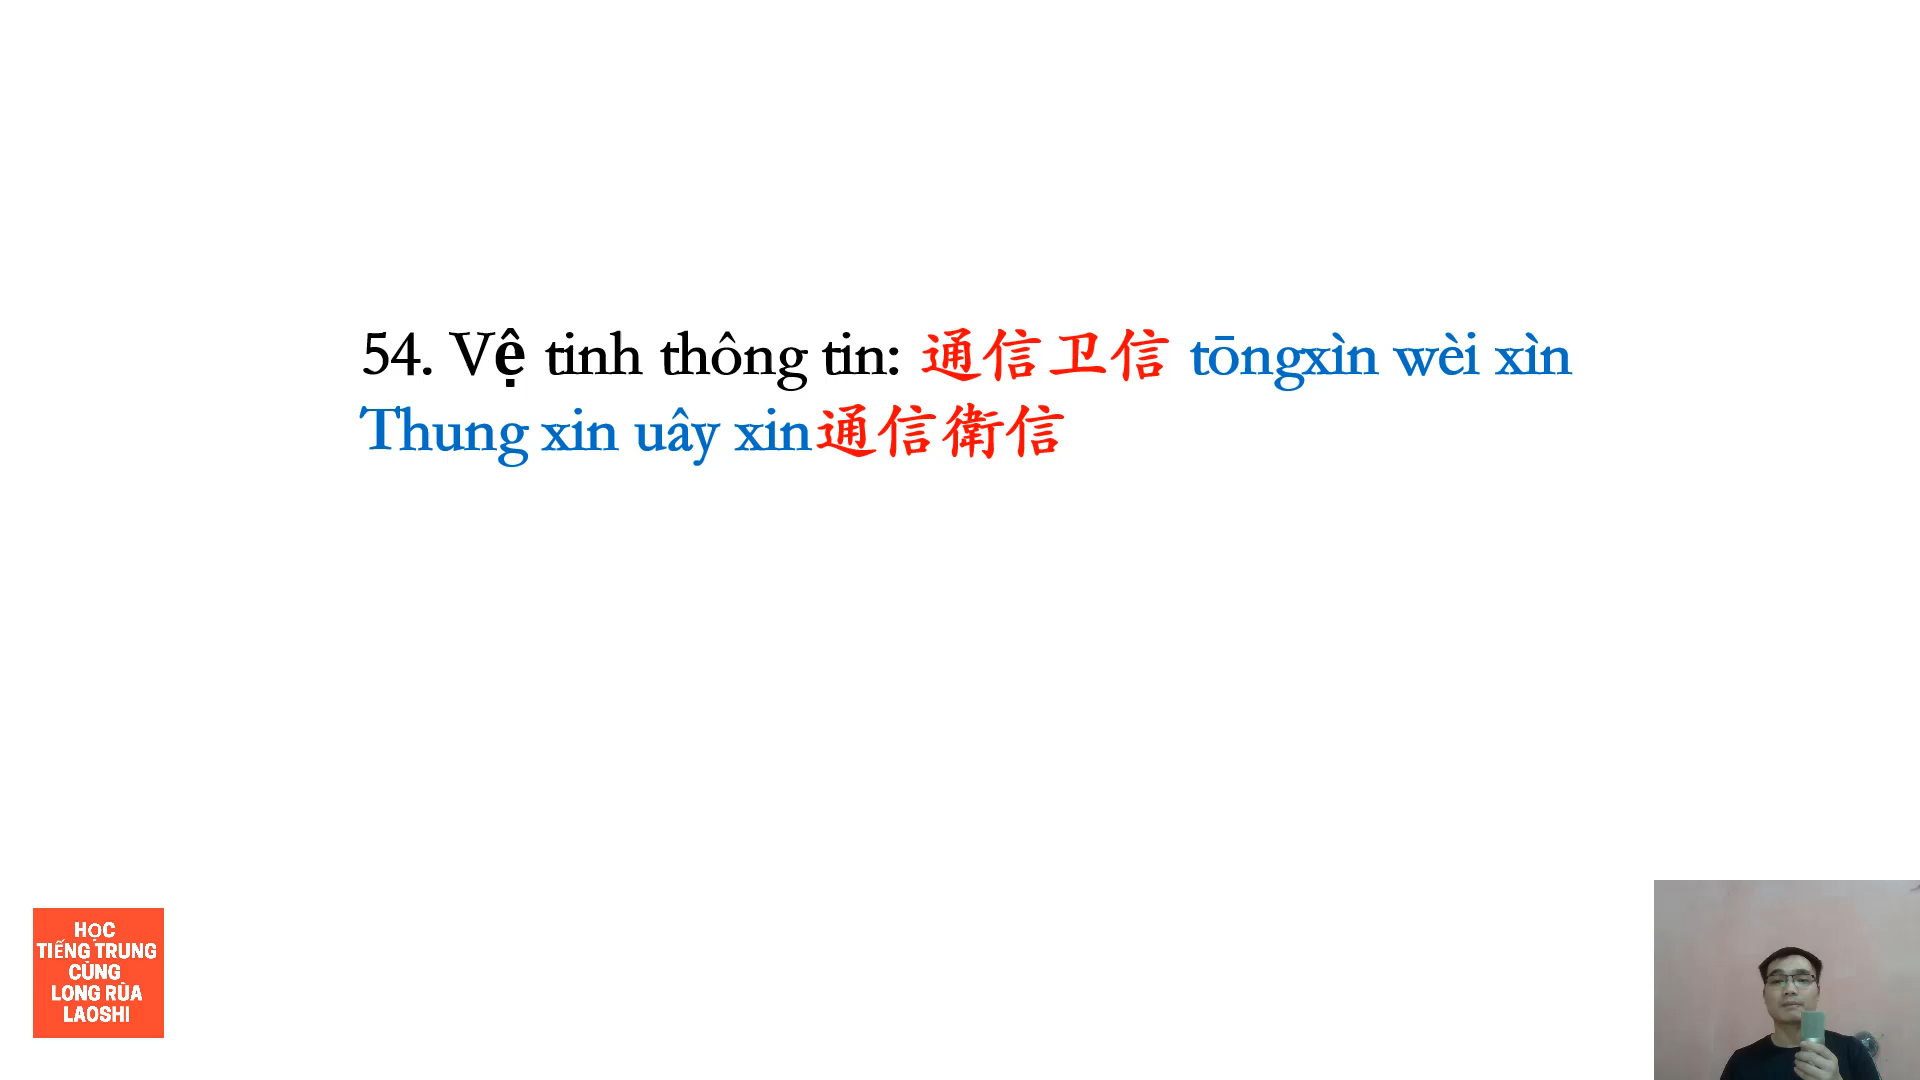 54. Vệ tinh thông tin: 通信卫信 tōngxìn wèi xìn
Thung xin uây xin通信衛信
HỌC
TIẾNG TRUNG
CÙNG
LONG RÙA
LAOSHI